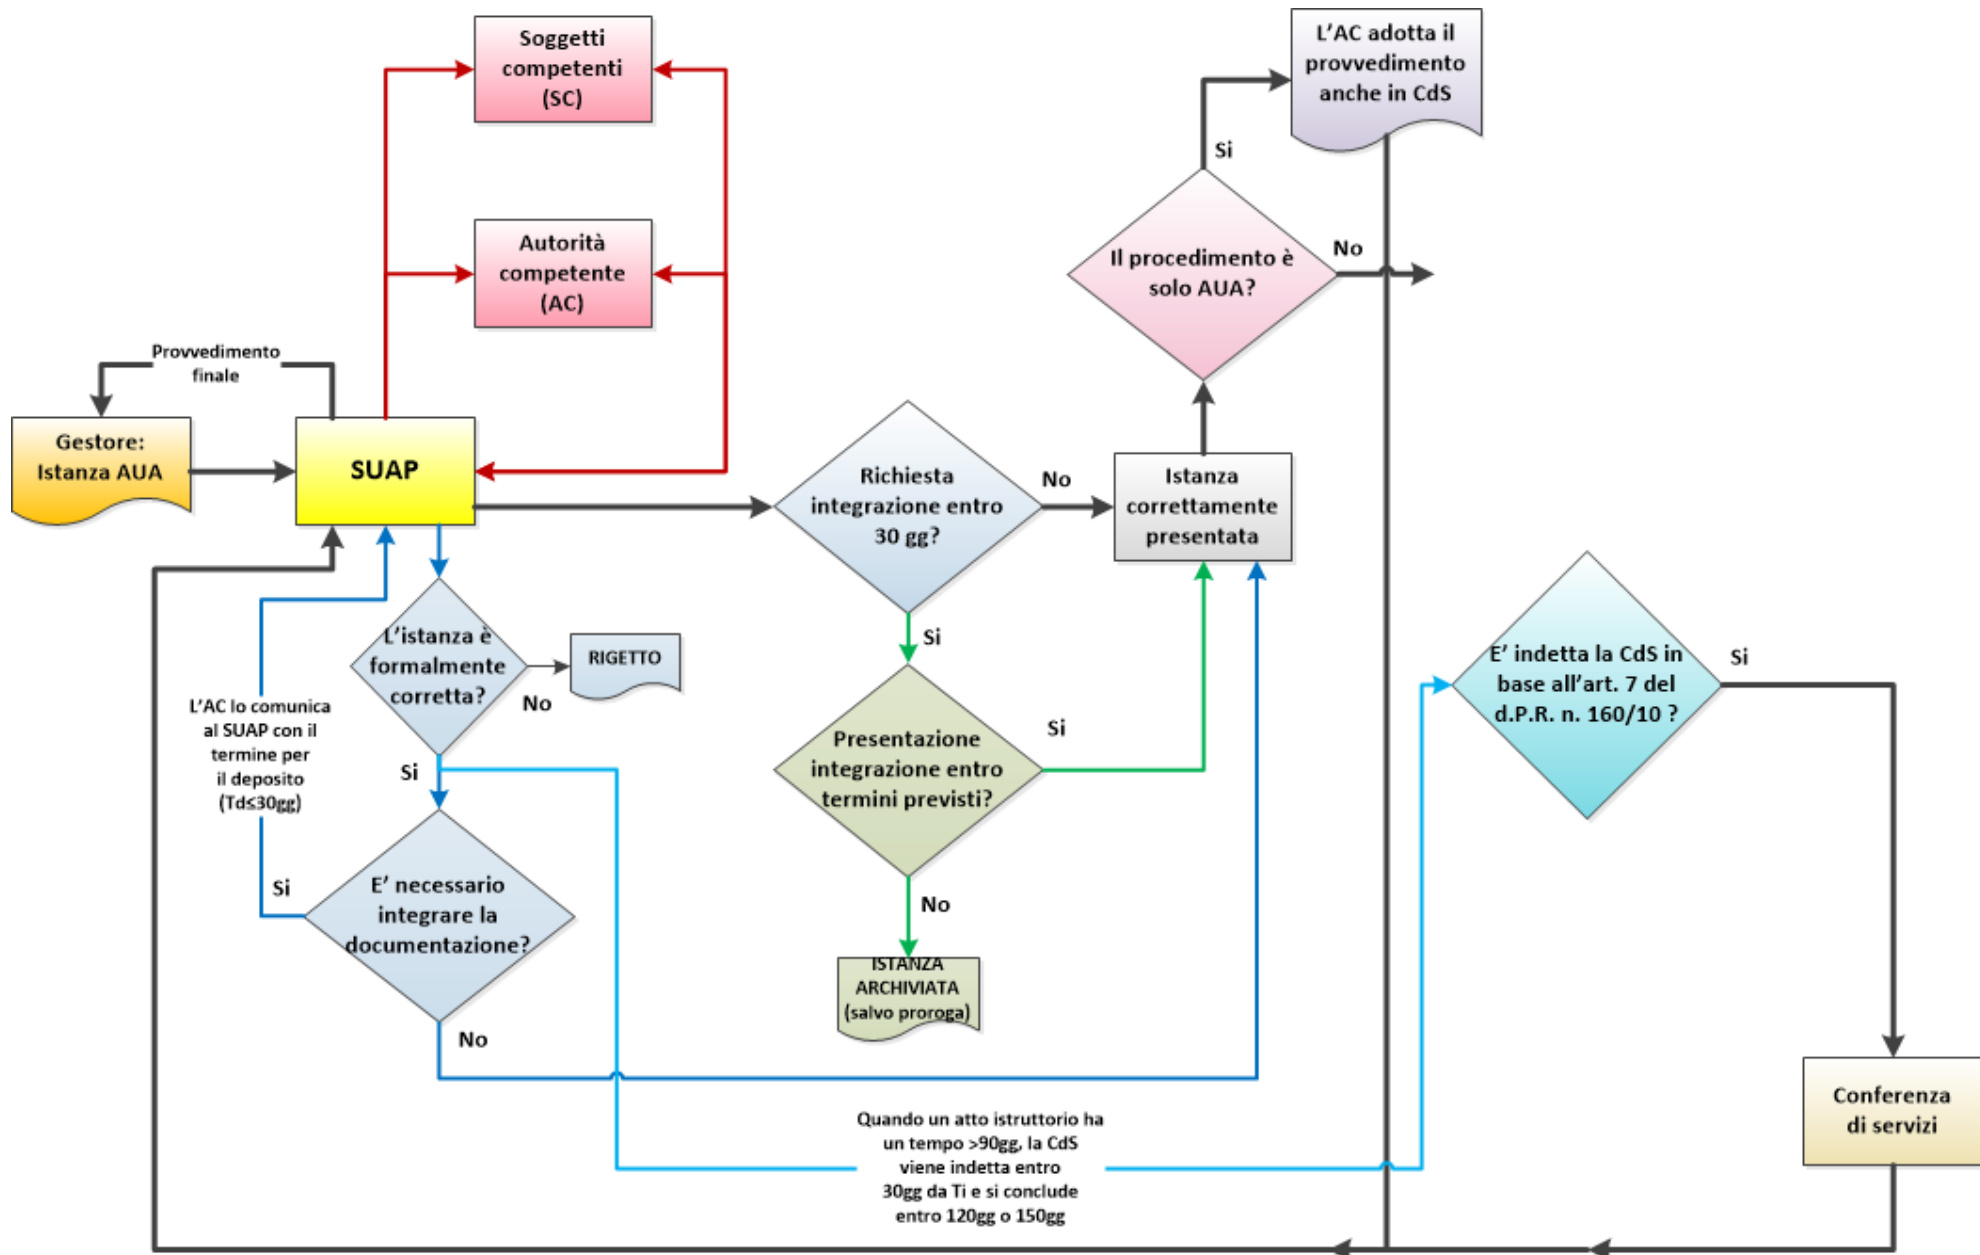 Soggetti
competenti
(SC)
L'AC adotta il
provvedimento
anche in CdS
Si
Autorità
competente
(AC)
Il procedimento è
solo AUA?
No
Provvedimento
finale
Gestore:
Istanza AUA
SUAP
Richiesta
integrazione entro
30 gg?
No
Istanza
correttamente
presentata
Si
L'istanza è
formalmente
corretta?
No
RIGETTO
Si
L'AC lo comunica
al SUAP con il
termine per
il deposito
(Td≤30gg)
Presentazione
integrazione entro
termini previsti?
Si
E' indetta la CdS in
base all'art. 7 del
d.P.R. n. 160/10 ?
Si
Si
E' necessario
integrare la
documentazione?
No
No
ISTANZA
ARCHIVIATA
(salvo proroga)
Conferenza
di servizi
Quando un atto istruttorio ha
un tempo >90gg, la CdS
viene indetta entro
30gg da Ti e si conclude
entro 120gg o 150gg